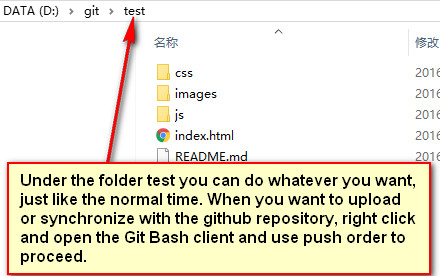 DATA (D:) › git › test
名称 修改
css 2016
images 2016
js 2016
index.html 2016
README.md 2016
Under the folder test you can do whatever you want,
just like the normal time. When you want to upload
or synchronize with the github repository, right click
and open the Git Bash client and use push order to
proceed.